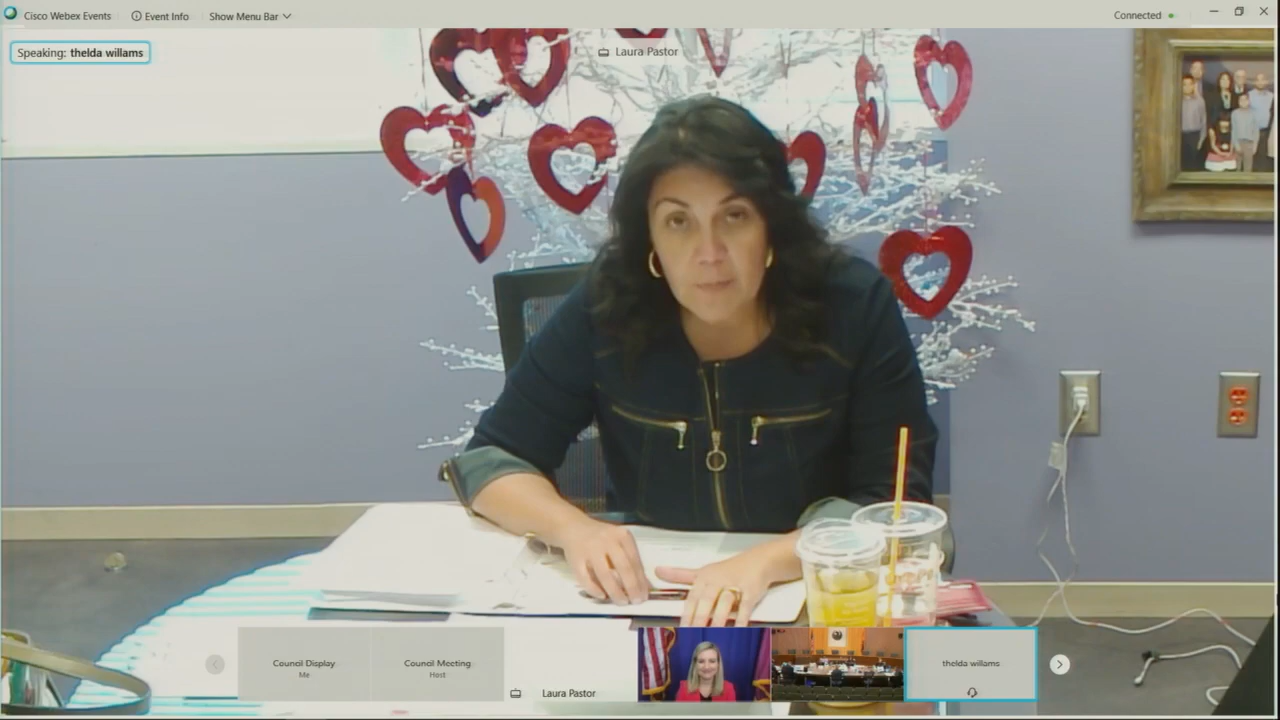 Cisco Webex Events
Event Info
Show Menu Bar
Connected
Speaking: thelda willams
Laura Pastor
Council Display
Me
Council Meeting
Host
Laura Pastor
thelda willams